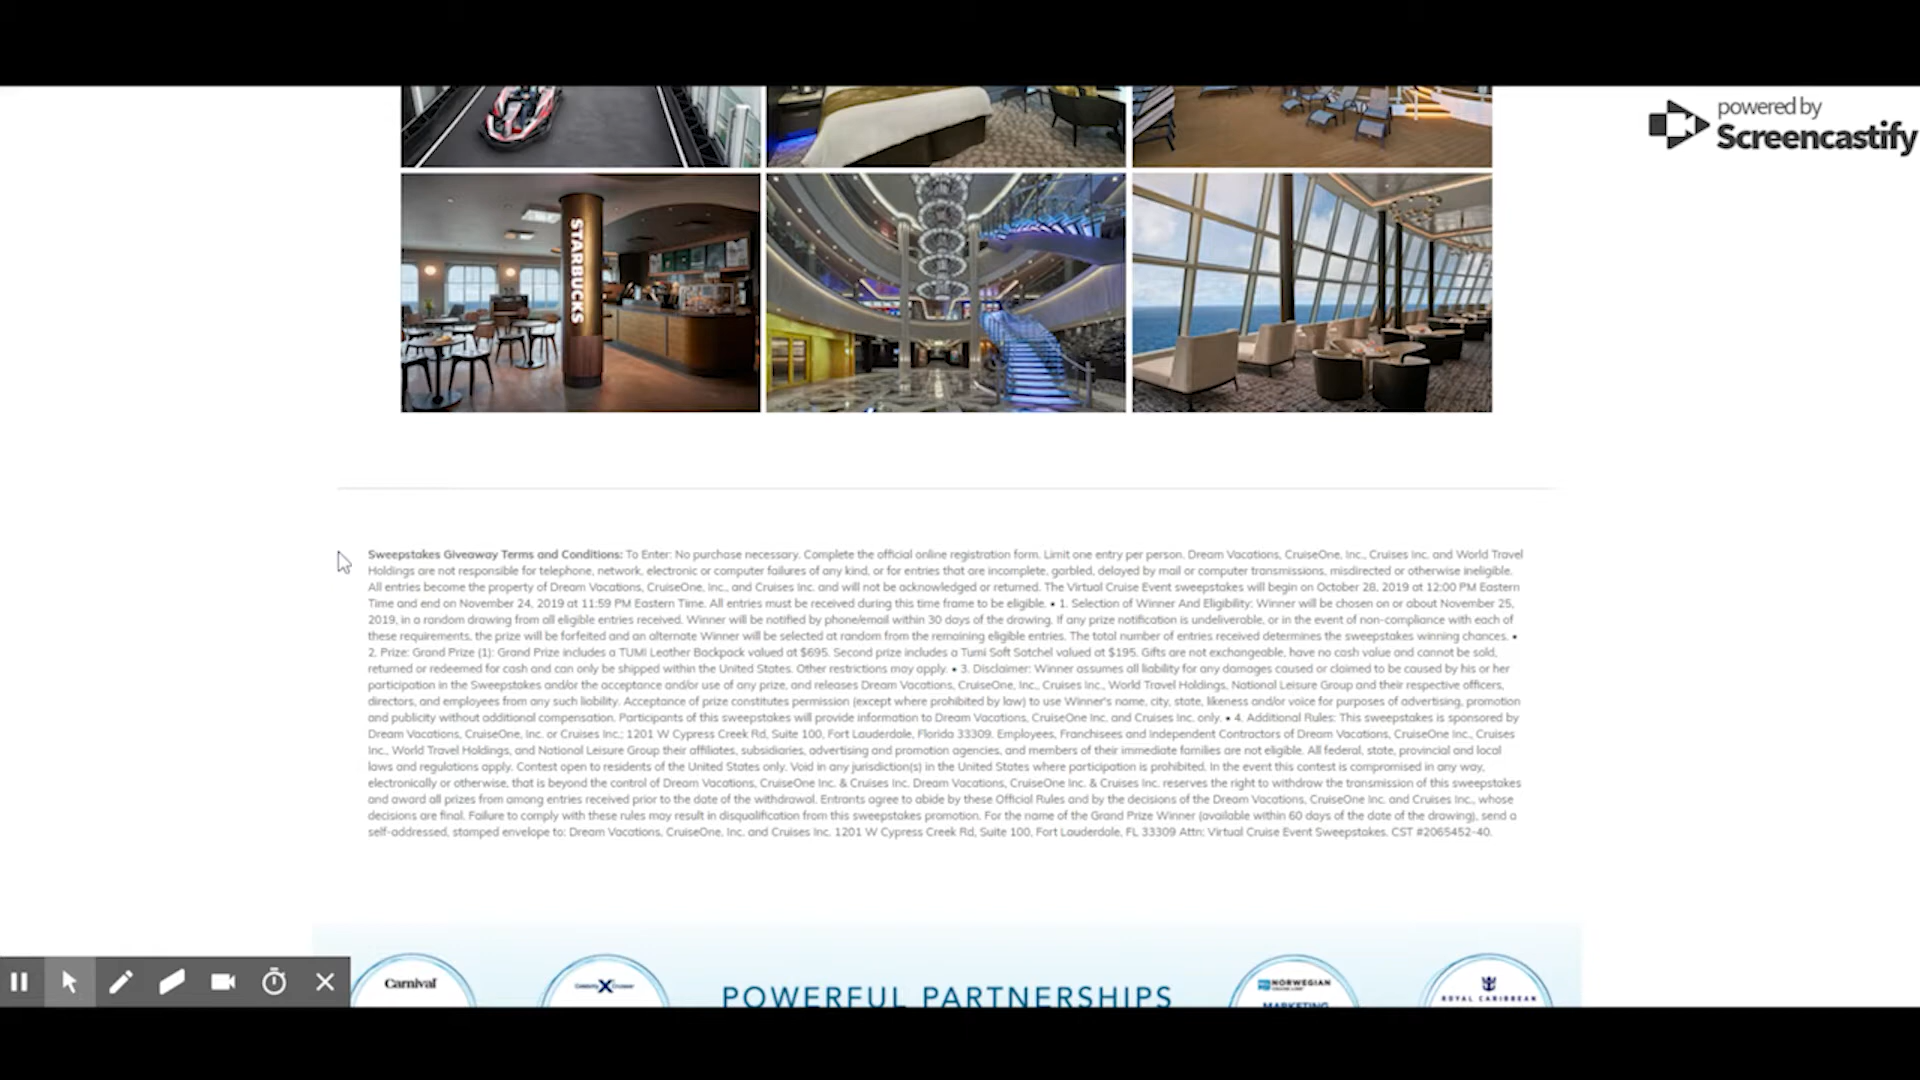 powered by
Screencastify
STARBUCKS
Sweepstakes Giveaway Terms and Conditions: To Enter: No purchase necessary. Complete the official online registration form. Limit one entry per person. Dream Vacations, CruiseOne, Inc., Cruises Inc. and World Travel
Holdings are not responsible for telephone, network, electronic or computer failures of any kind, or for entries that are incomplete, garbled, delayed by mail or computer transmissions, misdirected or otherwise ineligible.
All entries become the property of Dream Vacations, CruiseOne, Inc., and Cruises Inc. and will not be acknowledged or returned. The Virtual Cruise Event sweepstakes will begin on October 28, 2019 at 12:00 PM Eastern
Time and end on November 24, 2019 at 11:59 PM Eastern Time. All entries must be received during this time frame to be eligible. • 1. Selection of Winner And Eligibility: Winner will be chosen on or about November 25,
2019, in a random drawing from all eligible entries received. Winner will be notified by phone/email within 30 days of the drawing. If any prize notification is undeliverable, or in the event of non-compliance with each of
these requirements, the prize will be forfeited and an alternate Winner will be selected at random from the remaining eligible entries. The total number of entries received determines the sweepstakes winning chances. •
2. Prize: Grand Prize (1): Grand Prize includes a TUMI Leather Backpack valued at $695. Second prize includes a Tumi Soft Satchel valued at $195. Gifts are not exchangeable, have no cash value and cannot be sold,
returned or redeemed for cash and can only be shipped within the United States. Other restrictions may apply. • 3. Disclaimer: Winner assumes all liability for any damages caused or claimed to be caused by his or her
participation in the Sweepstakes and/or the acceptance and/or use of any prize, and releases Dream Vacations, CruiseOne, Inc., Cruises Inc., World Travel Holdings, National Leisure Group and their respective officers,
directors, and employees from any such liability. Acceptance of prize constitutes permission (except where prohibited by law) to use Winner's name, city, state, likeness and/or voice for purposes of advertising, promotion
and publicity without additional compensation. Participants of this sweepstakes will provide information to Dream Vacations, CruiseOne Inc. and Cruises Inc. only. • 4. Additional Rules: This sweepstakes is sponsored by
Dream Vacations, CruiseOne, Inc. or Cruises Inc.; 1201 W Cypress Creek Rd, Suite 100, Fort Lauderdale, Florida 33309. Employees, Franchisees and Independent Contractors of Dream Vacations, CruiseOne Inc., Cruises
Inc., World Travel Holdings, and National Leisure Group their affiliates, subsidiaries, advertising and promotion agencies, and members of their immediate families are not eligible. All federal, state, provincial and local
laws and regulations apply. Contest open to residents of the United States only. Void in any jurisdiction(s) in the United States where participation is prohibited. In the event this contest is compromised in any way,
electronically or otherwise, that is beyond the control of Dream Vacations, CruiseOne Inc. & Cruises Inc. Dream Vacations, CruiseOne Inc. & Cruises Inc. reserves the right to withdraw the transmission of this sweepstakes
and award all prizes from among entries received prior to the date of the withdrawal. Entrants agree to abide by these Official Rules and by the decisions of the Dream Vacations, CruiseOne Inc. and Cruises Inc., whose
decisions are final. Failure to comply with these rules may result in disqualification from this sweepstakes promotion. For the name of the Grand Prize Winner (available within 60 days of the date of the drawing), send a
self-addressed, stamped envelope to: Dream Vacations, CruiseOne, Inc. and Cruises Inc. 1201 W Cypress Creek Rd, Suite 100, Fort Lauderdale, FL 33309 Attn: Virtual Cruise Event Sweepstakes. CST #2065452-40.
Carnival
Celebrity X Cruises
POWERFUL PARTNERSHIPS
NORWEGIAN
MARKETING
ROYAL CARIBBEAN